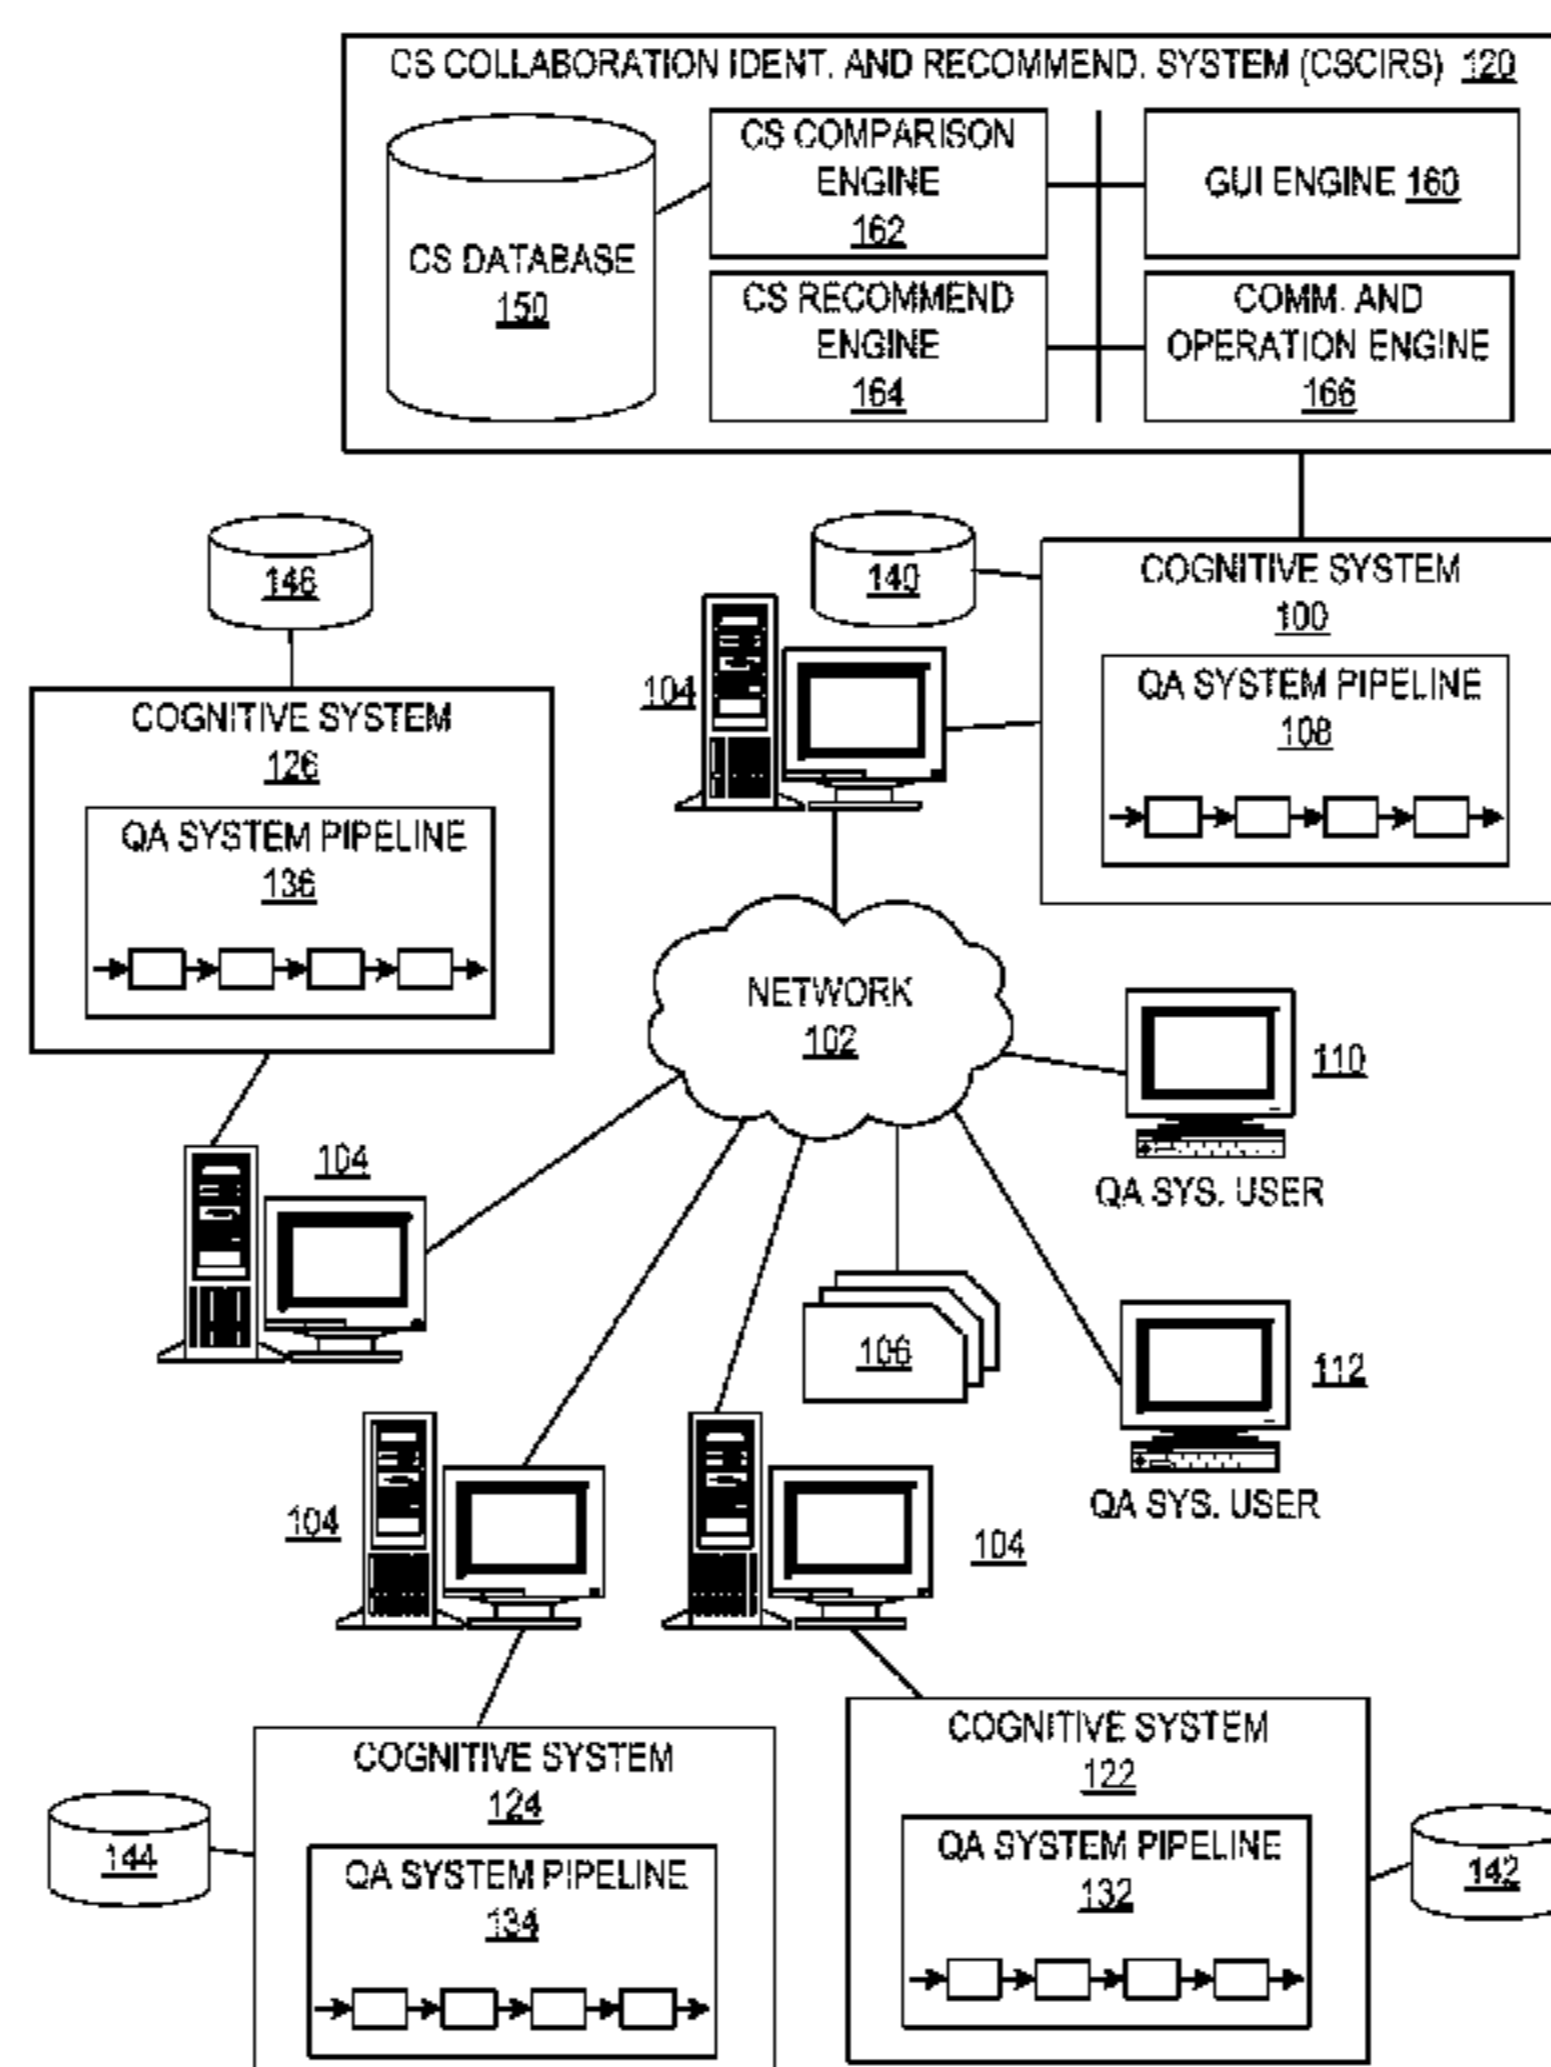 CS COLLABORATION IDENT. AND RECOMMEND. SYSTEM (CSCIRS) 120
CS DATABASE
150
CS COMPARISON
ENGINE
162
GUI ENGINE 160
CS RECOMMEND
ENGINE
164
COMM. AND
OPERATION ENGINE
166
146
140
COGNITIVE SYSTEM
100
QA SYSTEM PIPELINE
108
104
COGNITIVE SYSTEM
126
QA SYSTEM PIPELINE
136
NETWORK
102
110
QA SYS. USER
104
106
112
QA SYS. USER
104
104
COGNITIVE SYSTEM
122
QA SYSTEM PIPELINE
132
142
COGNITIVE SYSTEM
124
QA SYSTEM PIPELINE
134
144